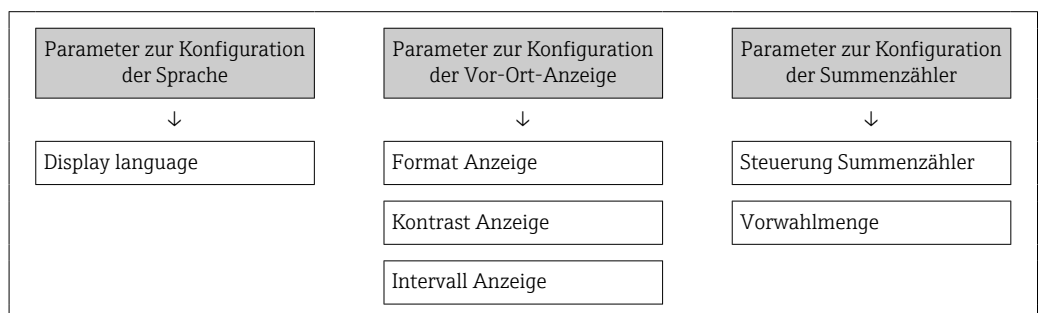 Parameter zur Konfiguration
der Sprache
↓
Display language
Parameter zur Konfiguration
der Vor-Ort-Anzeige
↓
Format Anzeige
Kontrast Anzeige
Intervall Anzeige
Parameter zur Konfiguration
der Summenzähler
↓
Steuerung Summenzähler
Vorwahlmenge